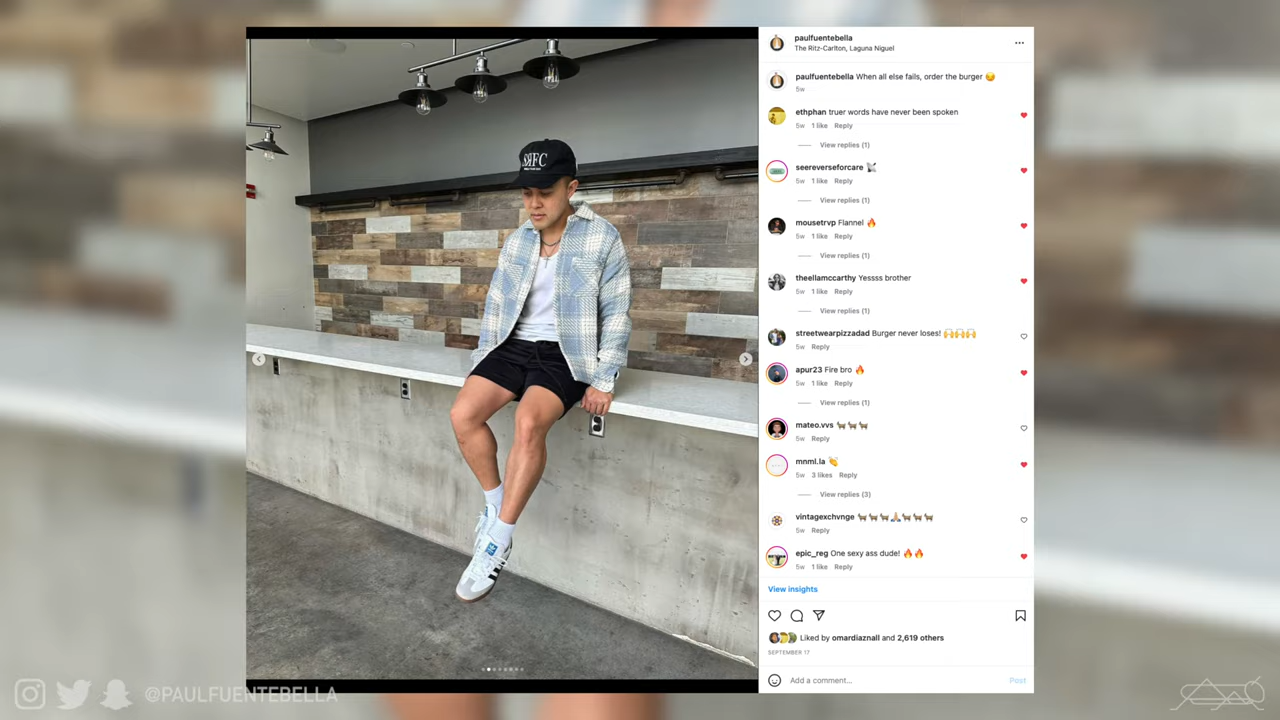 paulfuentebella
The Ritz-Carlton, Laguna Niguel
paulfuentebella When all else fails, order the burger 😏
5w
ethphan truer words have never been spoken
5w 1 like Reply
View replies (1)
seereverseforcare
5w 1 like Reply
View replies (1)
mousetrvp Flannel 🔥
5w 1 like Reply
View replies (1)
theellamccarthy Yessss brother
5w 1 like Reply
View replies (1)
streetwearpizzadad Burger never loses! 🙌🙌🙌
5w Reply
apur23 Fire bro 🔥
5w 1 like Reply
View replies (1)
mateo.vvs 🐐🐐🐐
5w Reply
mnml.la 👏
5w 3 likes Reply
View replies (3)
vintagexchvnge 🐐🐐🐐🙏🏼🐐🐐🐐
5w Reply
epic_reg One sexy ass dude! 🔥🔥
5w 1 like Reply
View insights
Liked by omardiaznall and 2,619 others
SEPTEMBER 17
Add a comment...
Post
@PAULFUENTEBELLA